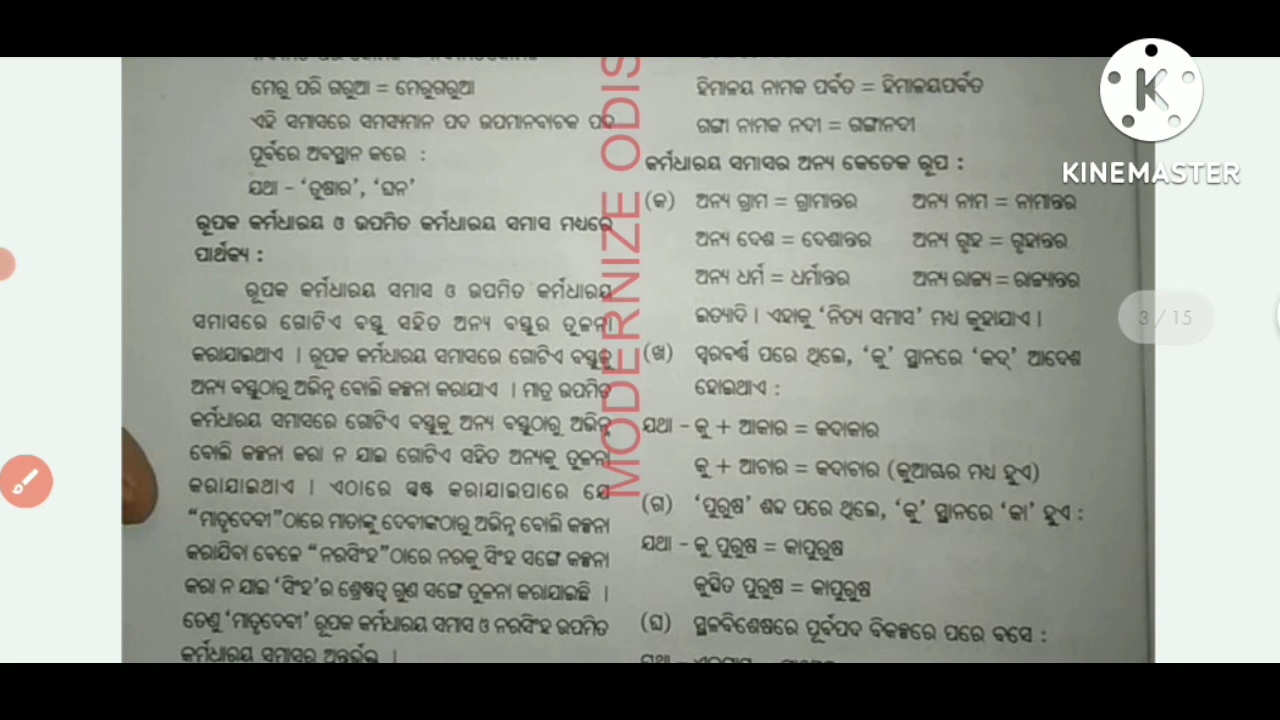 ମେରୁ ପରି ଗରୁଆ = ମେରୁଗରୁଆ
ଏହି ସମାସରେ ସମସ୍ୟମାନ ପଦ ଉପମାନବାଚକ ପଦ
ପୂର୍ବରେ ଅବସ୍ଥାନ କରେ :
ଯଥା - ‘ତୁଷାର’, ‘ଘନ’
ରୂପକ କର୍ମଧାରୟ ଓ ଉପମିତ କର୍ମଧାରୟ ସମାସ ମଧ୍ୟରେ
ପାର୍ଥକ୍ୟ :
ରୂପକ କର୍ମଧାରୟ ସମାସ ଓ ଉପମିତ କର୍ମଧାରୟ
ସମାସରେ ଗୋଟିଏ ବସ୍ତୁ ସହିତ ଅନ୍ୟ ବସ୍ତୁର ତୁଳନା
କରାଯାଇଥାଏ । ରୂପକ କର୍ମଧାରୟ ସମାସରେ ଗୋଟିଏ ବସ୍ତୁକୁ
ଅନ୍ୟ ବସ୍ତୁଠାରୁ ଅଭିନ୍ନ ବୋଲି କଳ୍ପନା କରାଯାଏ । ମାତ୍ର ଉପମିତ
କର୍ମଧାରୟ ସମାସରେ ଗୋଟିଏ ବସ୍ତୁକୁ ଅନ୍ୟ ବସ୍ତୁଠାରୁ ଅଭିନ୍ନ
ବୋଲି କଳ୍ପନା କରା ନ ଯାଇ ଗୋଟିଏ ସହିତ ଅନ୍ୟକୁ ତୁଳନା
କରାଯାଇଥାଏ । ଏଠାରେ ସ୍ପଷ୍ଟ କରାଯାଇପାରେ ଯେ
“ମାତୃଦେବୀ”ଠାରେ ମାତାଙ୍କୁ ଦେବୀଙ୍କଠାରୁ ଅଭିନ୍ନ ବୋଲି କଳ୍ପନା
କରାଯିବା ବେଳେ “ନରସିଂହ”ଠାରେ ନରକୁ ସିଂହ ସଙ୍ଗେ କଳ୍ପନା
କରା ନ ଯାଇ ‘ସିଂହ’ର ଶ୍ରେଷ୍ଠତ୍ୱ ଗୁଣ ସଙ୍ଗେ ତୁଳନା କରାଯାଇଛି ।
ତେଣୁ ‘ମାତୃଦେବୀ’ ରୂପକ କର୍ମଧାରୟ ସମାସ ଓ ନରସିଂହ ଉପମିତ
କର୍ମଧାରୟ ସମାସର ଅନ୍ତର୍ଭୁକ୍ତ ।
ହିମାଳୟ ନାମକ ପର୍ବତ = ହିମାଳୟପର୍ବତ
ଗଙ୍ଗା ନାମକ ନଦୀ = ଗଙ୍ଗାନଦୀ
କର୍ମଧାରୟ ସମାସର ଅନ୍ୟ କେତେକ ରୂପ :
(କ) ଅନ୍ୟ ଗ୍ରାମ = ଗ୍ରାମାନ୍ତର ଅନ୍ୟ ନାମ = ନାମାନ୍ତର
ଅନ୍ୟ ଦେଶ = ଦେଶାନ୍ତର ଅନ୍ୟ ଗୃହ = ଗୃହାନ୍ତର
ଅନ୍ୟ ଧର୍ମ = ଧର୍ମାନ୍ତର ଅନ୍ୟ ରାଜ୍ୟ = ରାଜ୍ୟାନ୍ତର
ଇତ୍ୟାଦି । ଏହାକୁ ‘ନିତ୍ୟ ସମାସ’ ମଧ୍ୟ କୁହାଯାଏ ।
(ଖ) ସ୍ୱରବର୍ଣ୍ଣ ପରେ ଥିଲେ, ‘କୁ’ ସ୍ଥାନରେ ‘କଦ୍’ ଆଦେଶ
ହୋଇଥାଏ :
ଯଥା - କୁ + ଆକାର = କଦାକାର
କୁ + ଆଚାର = କଦାଚାର (କୁଆଚ୍ଚାର ମଧ୍ୟ ହୁଏ)
(ଗ) ‘ପୁରୁଷ’ ଶବ୍ଦ ପରେ ଥିଲେ, ‘କୁ’ ସ୍ଥାନରେ ‘କା’ ହୁଏ :
ଯଥା - କୁ ପୁରୁଷ = କାପୁରୁଷ
କୁତ୍ସିତ ପୁରୁଷ = କାପୁରୁଷ
(ଘ) ସ୍ଥଳବିଶେଷରେ ପୂର୍ବପଦ ବିକଳ୍ପରେ ପରେ ବସେ :
MODERNIZE ODIS
KINEMASTER
3 / 15